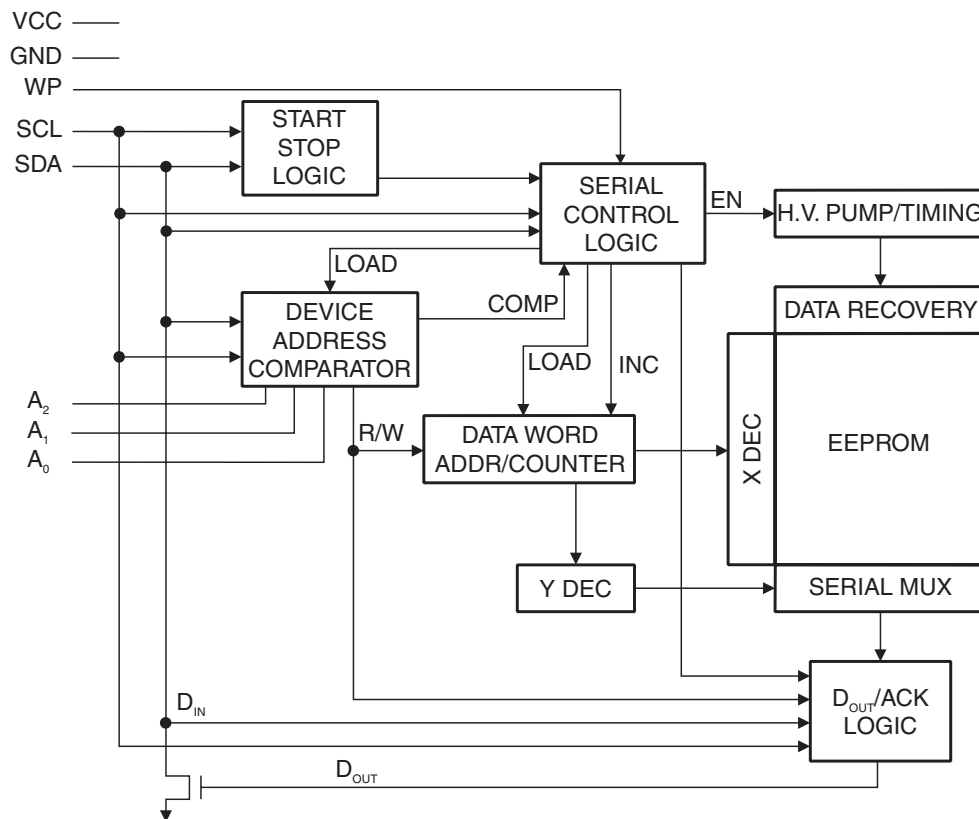 VCC
GND
WP
SCL
SDA
START
STOP
LOGIC
SERIAL
CONTROL
LOGIC
EN
H.V. PUMP/TIMING
LOAD
COMP
DEVICE
ADDRESS
COMPARATOR
DATA RECOVERY
LOAD
INC
A2
A1
A0
R/W
DATA WORD
ADDR/COUNTER
X DEC
EEPROM
Y DEC
SERIAL MUX
DIN
DOUT/ACK
LOGIC
DOUT